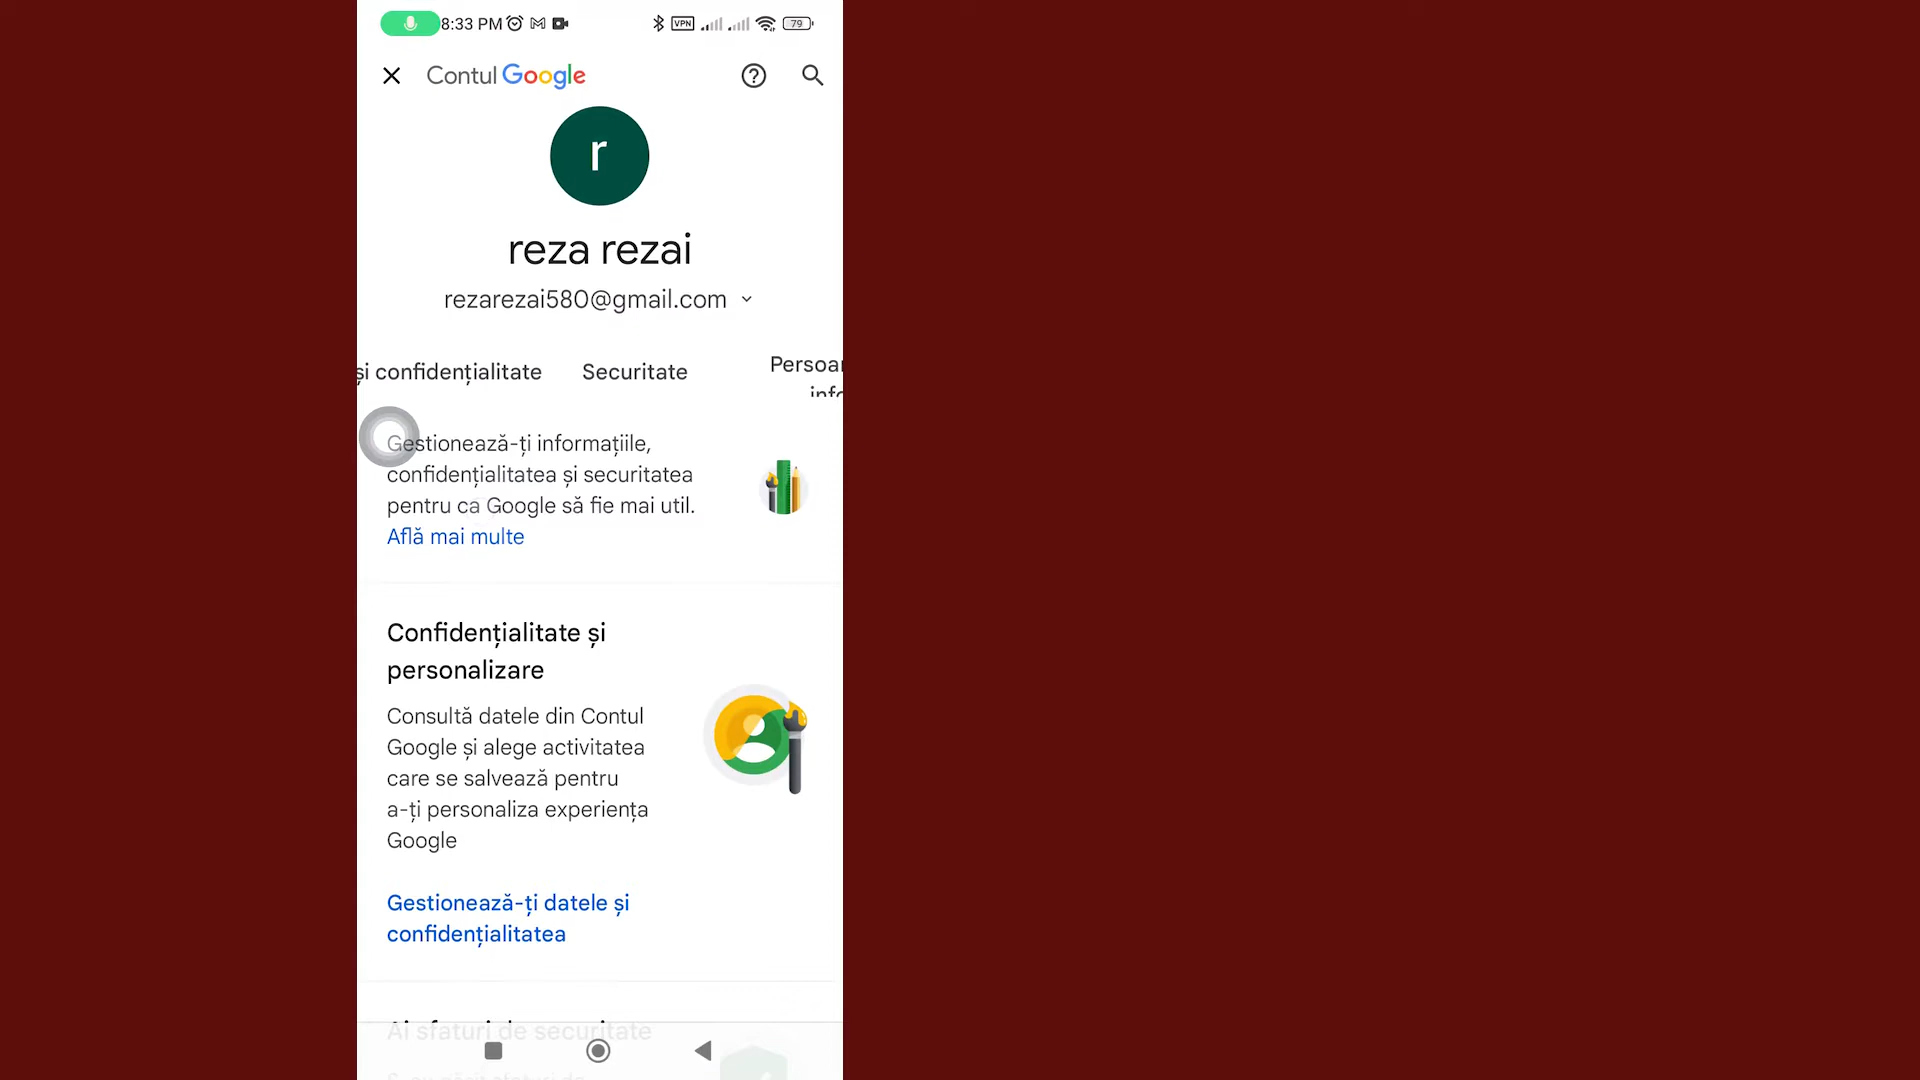 8:33 PM VPN 79
Contul Google
r
reza rezai
rezarezai580@gmail.com
și confidențialitate Securitate Persoan
info
Gestionează-ți informațiile,
confidențialitatea și securitatea
pentru ca Google să fie mai util.
Află mai multe
Confidențialitate și
personalizare
Consultă datele din Contul
Google și alege activitatea
care se salvează pentru
a-ți personaliza experiența
Google
Gestionează-ți datele și
confidențialitatea
Ai sfaturi de securitate